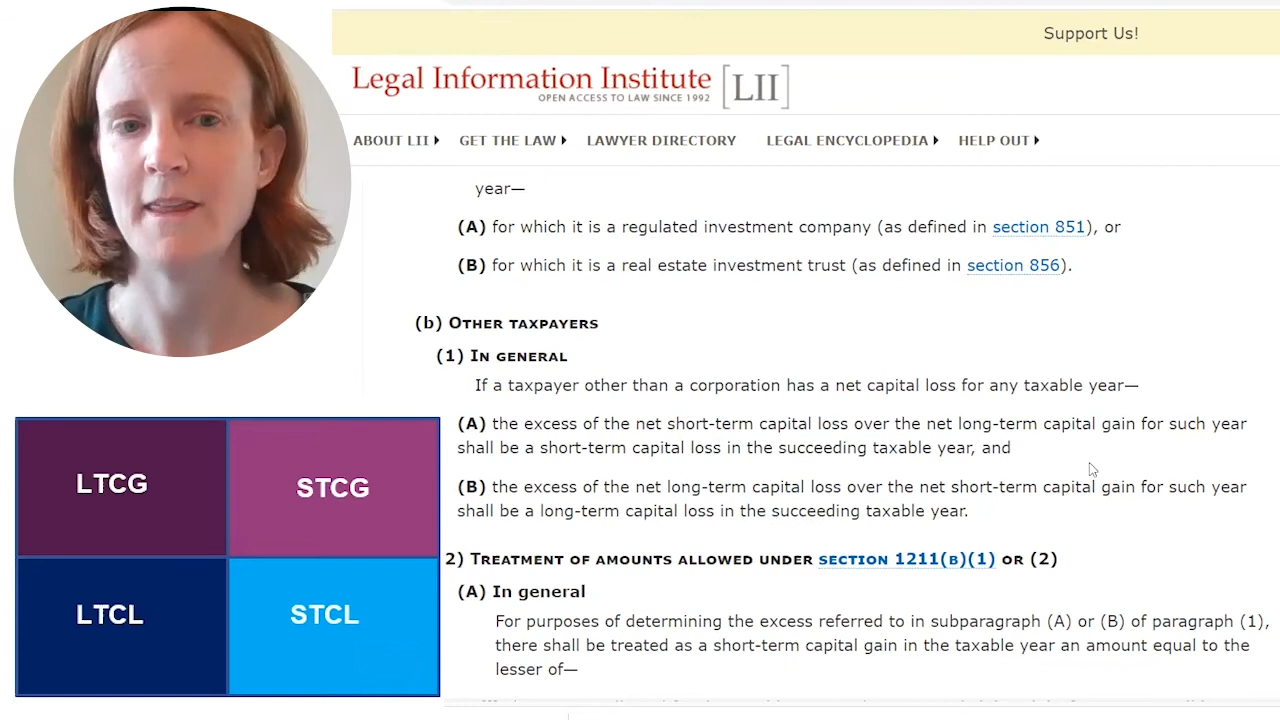 Support Us!
Legal Information Institute [LII]
OPEN ACCESS TO LAW SINCE 1992
ABOUT LII GET THE LAW LAWYER DIRECTORY LEGAL ENCYCLOPEDIA HELP OUT
year—
(A) for which it is a regulated investment company (as defined in section 851), or
(B) for which it is a real estate investment trust (as defined in section 856).
(b) OTHER TAXPAYERS
(1) IN GENERAL
If a taxpayer other than a corporation has a net capital loss for any taxable year—
(A) the excess of the net short-term capital loss over the net long-term capital gain for such year
shall be a short-term capital loss in the succeeding taxable year, and
(B) the excess of the net long-term capital loss over the net short-term capital gain for such year
shall be a long-term capital loss in the succeeding taxable year.
2) TREATMENT OF AMOUNTS ALLOWED UNDER SECTION 1211(B)(1) OR (2)
(A) In general
For purposes of determining the excess referred to in subparagraph (A) or (B) of paragraph (1),
there shall be treated as a short-term capital gain in the taxable year an amount equal to the
lesser of—
LTCG STCG
LTCL STCL